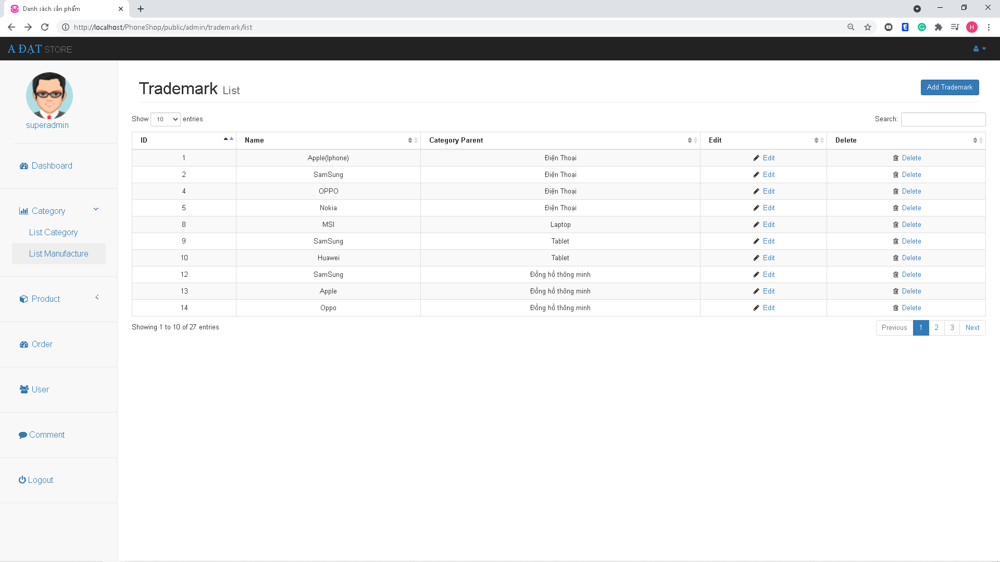 Danh sách sản phẩm
http://localhost/PhoneShop/public/admin/trademark/list
H
A ĐẠT STORE
superadmin
Dashboard
Category
List Category
List Manufacture
Product
Order
User
Comment
Logout
Trademark List
Add Trademark
Show 10 entries
Search:
ID Name Category Parent Edit Delete
1 Apple(Iphone) Điện Thoại Edit Delete
2 SamSung Điện Thoại Edit Delete
4 OPPO Điện Thoại Edit Delete
5 Nokia Điện Thoại Edit Delete
8 MSI Laptop Edit Delete
9 SamSung Tablet Edit Delete
10 Huawei Tablet Edit Delete
12 SamSung Đồng hồ thông minh Edit Delete
13 Apple Đồng hồ thông minh Edit Delete
14 Oppo Đồng hồ thông minh Edit Delete
Showing 1 to 10 of 27 entries
Previous 1 2 3 Next